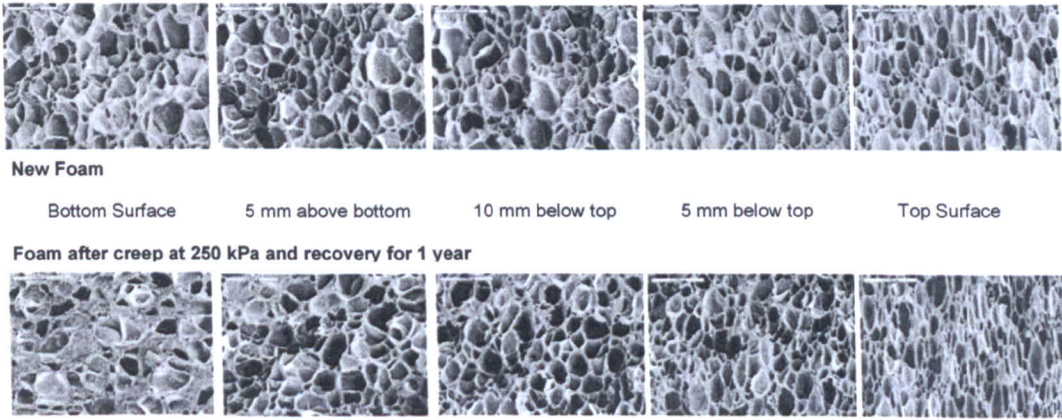 New Foam
Bottom Surface 5 mm above bottom 10 mm below top 5 mm below top Top Surface
Foam after creep at 250 kPa and recovery for 1 year